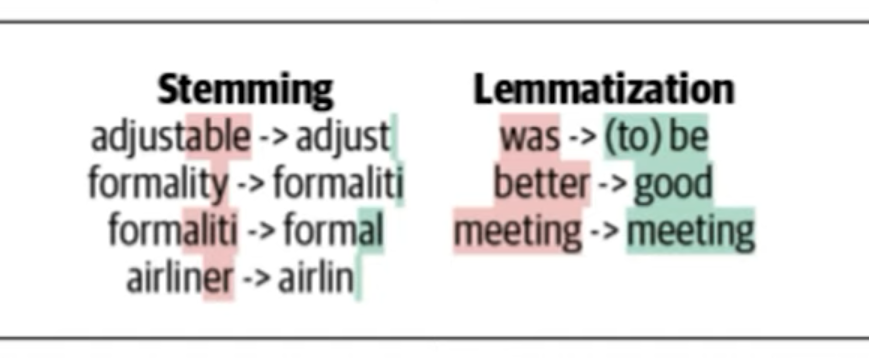 Stemming
adjustable -> adjust
formality -> formaliti
formaliti -> formal
airliner -> airlin
Lemmatization
was -> (to) be
better -> good
meeting -> meeting